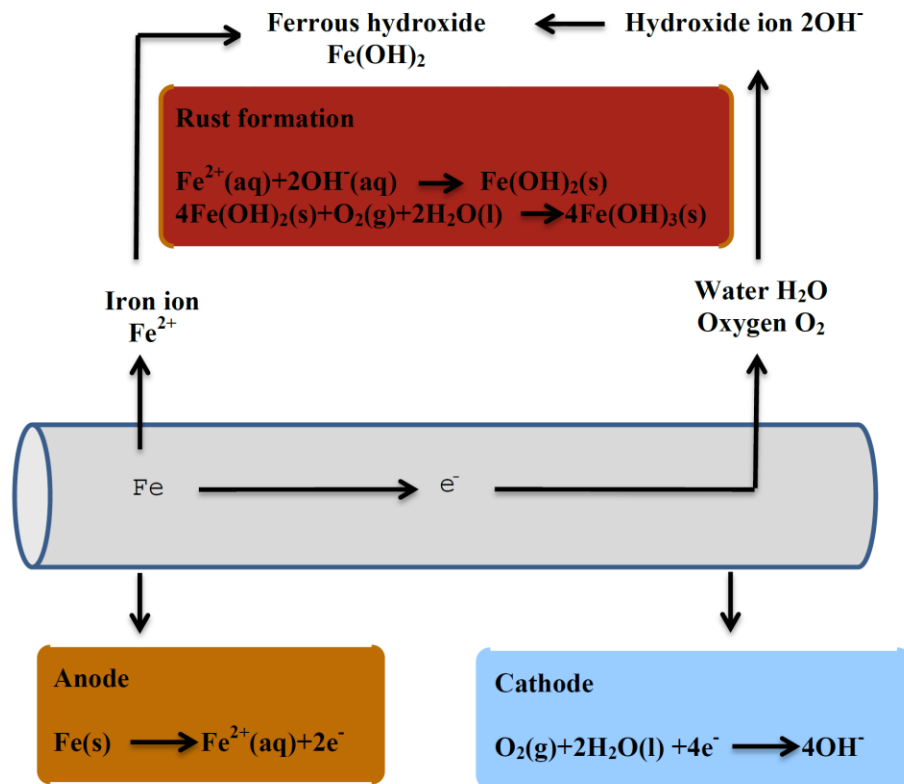 Ferrous hydroxide
Fe(OH)₂
Hydroxide ion 2OH⁻
Rust formation
Fe²⁺(aq)+2OH⁻(aq) → Fe(OH)₂(s)
4Fe(OH)₂(s)+O₂(g)+2H₂O(l) → 4Fe(OH)₃(s)
Iron ion
Fe²⁺
Water H₂O
Oxygen O₂
Fe → e⁻
Anode
Fe(s) → Fe²⁺(aq)+2e⁻
Cathode
O₂(g)+2H₂O(l) +4e⁻ → 4OH⁻